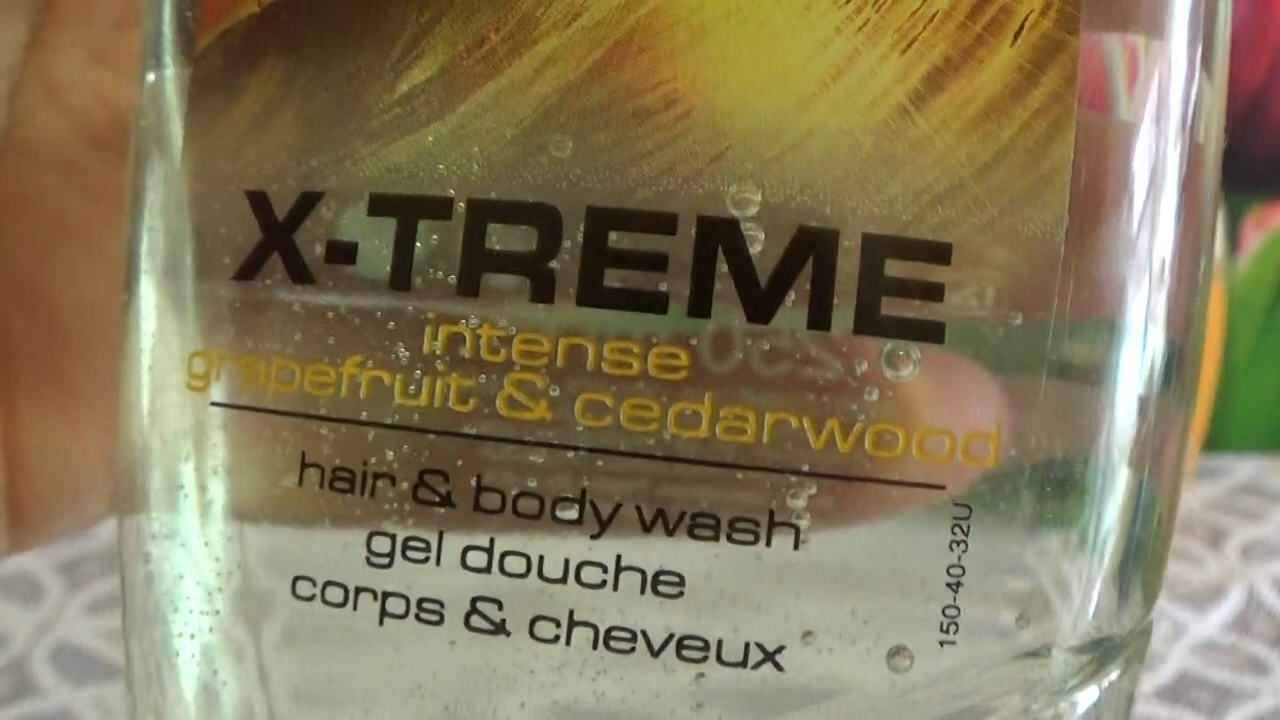 X-TREME
intense
grapefruit & cedarwood
hair & body wash
gel douche
corps & cheveux
150-40-32U